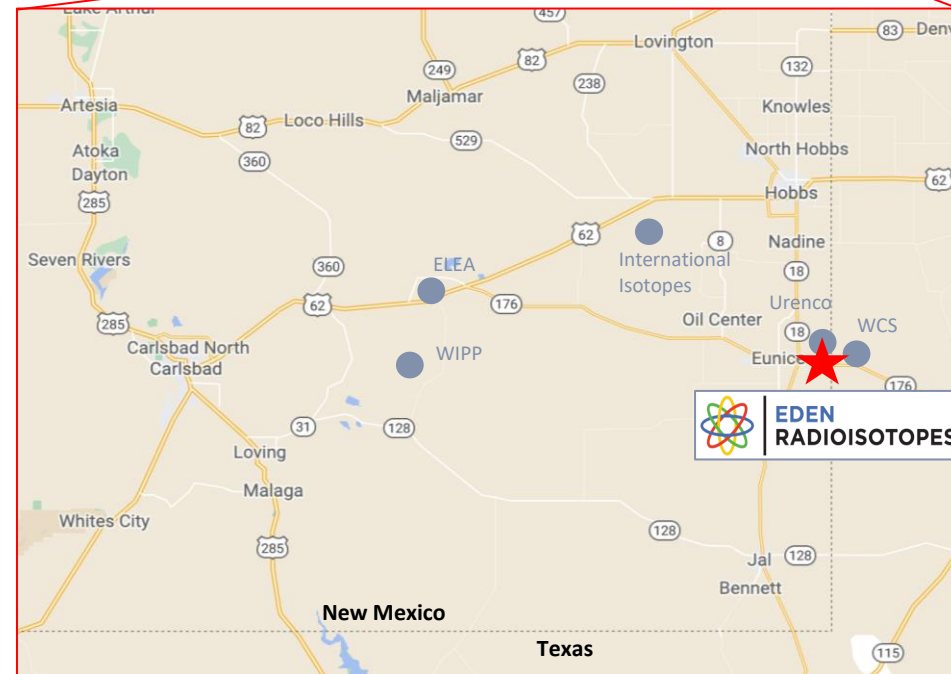 Lake Arthur
457
83 Denv
Lovington
82
249
132
238
Maljamar
Artesia
Knowles
Loco Hills
82
529
Atoka
North Hobbs
360
Dayton
62
285
Hobbs
62
8
Nadine
Seven Rivers
ELEA
International
Isotopes
360
18
62
176
Urenco
285
Oil Center
18
WCS
Carlsbad North
Carlsbad
WIPP
Eunice
176
EDEN
RADIOISOTOPES
31
128
Loving
Malaga
Whites City
128
285
Jal 128
Bennett
New Mexico
Texas
115